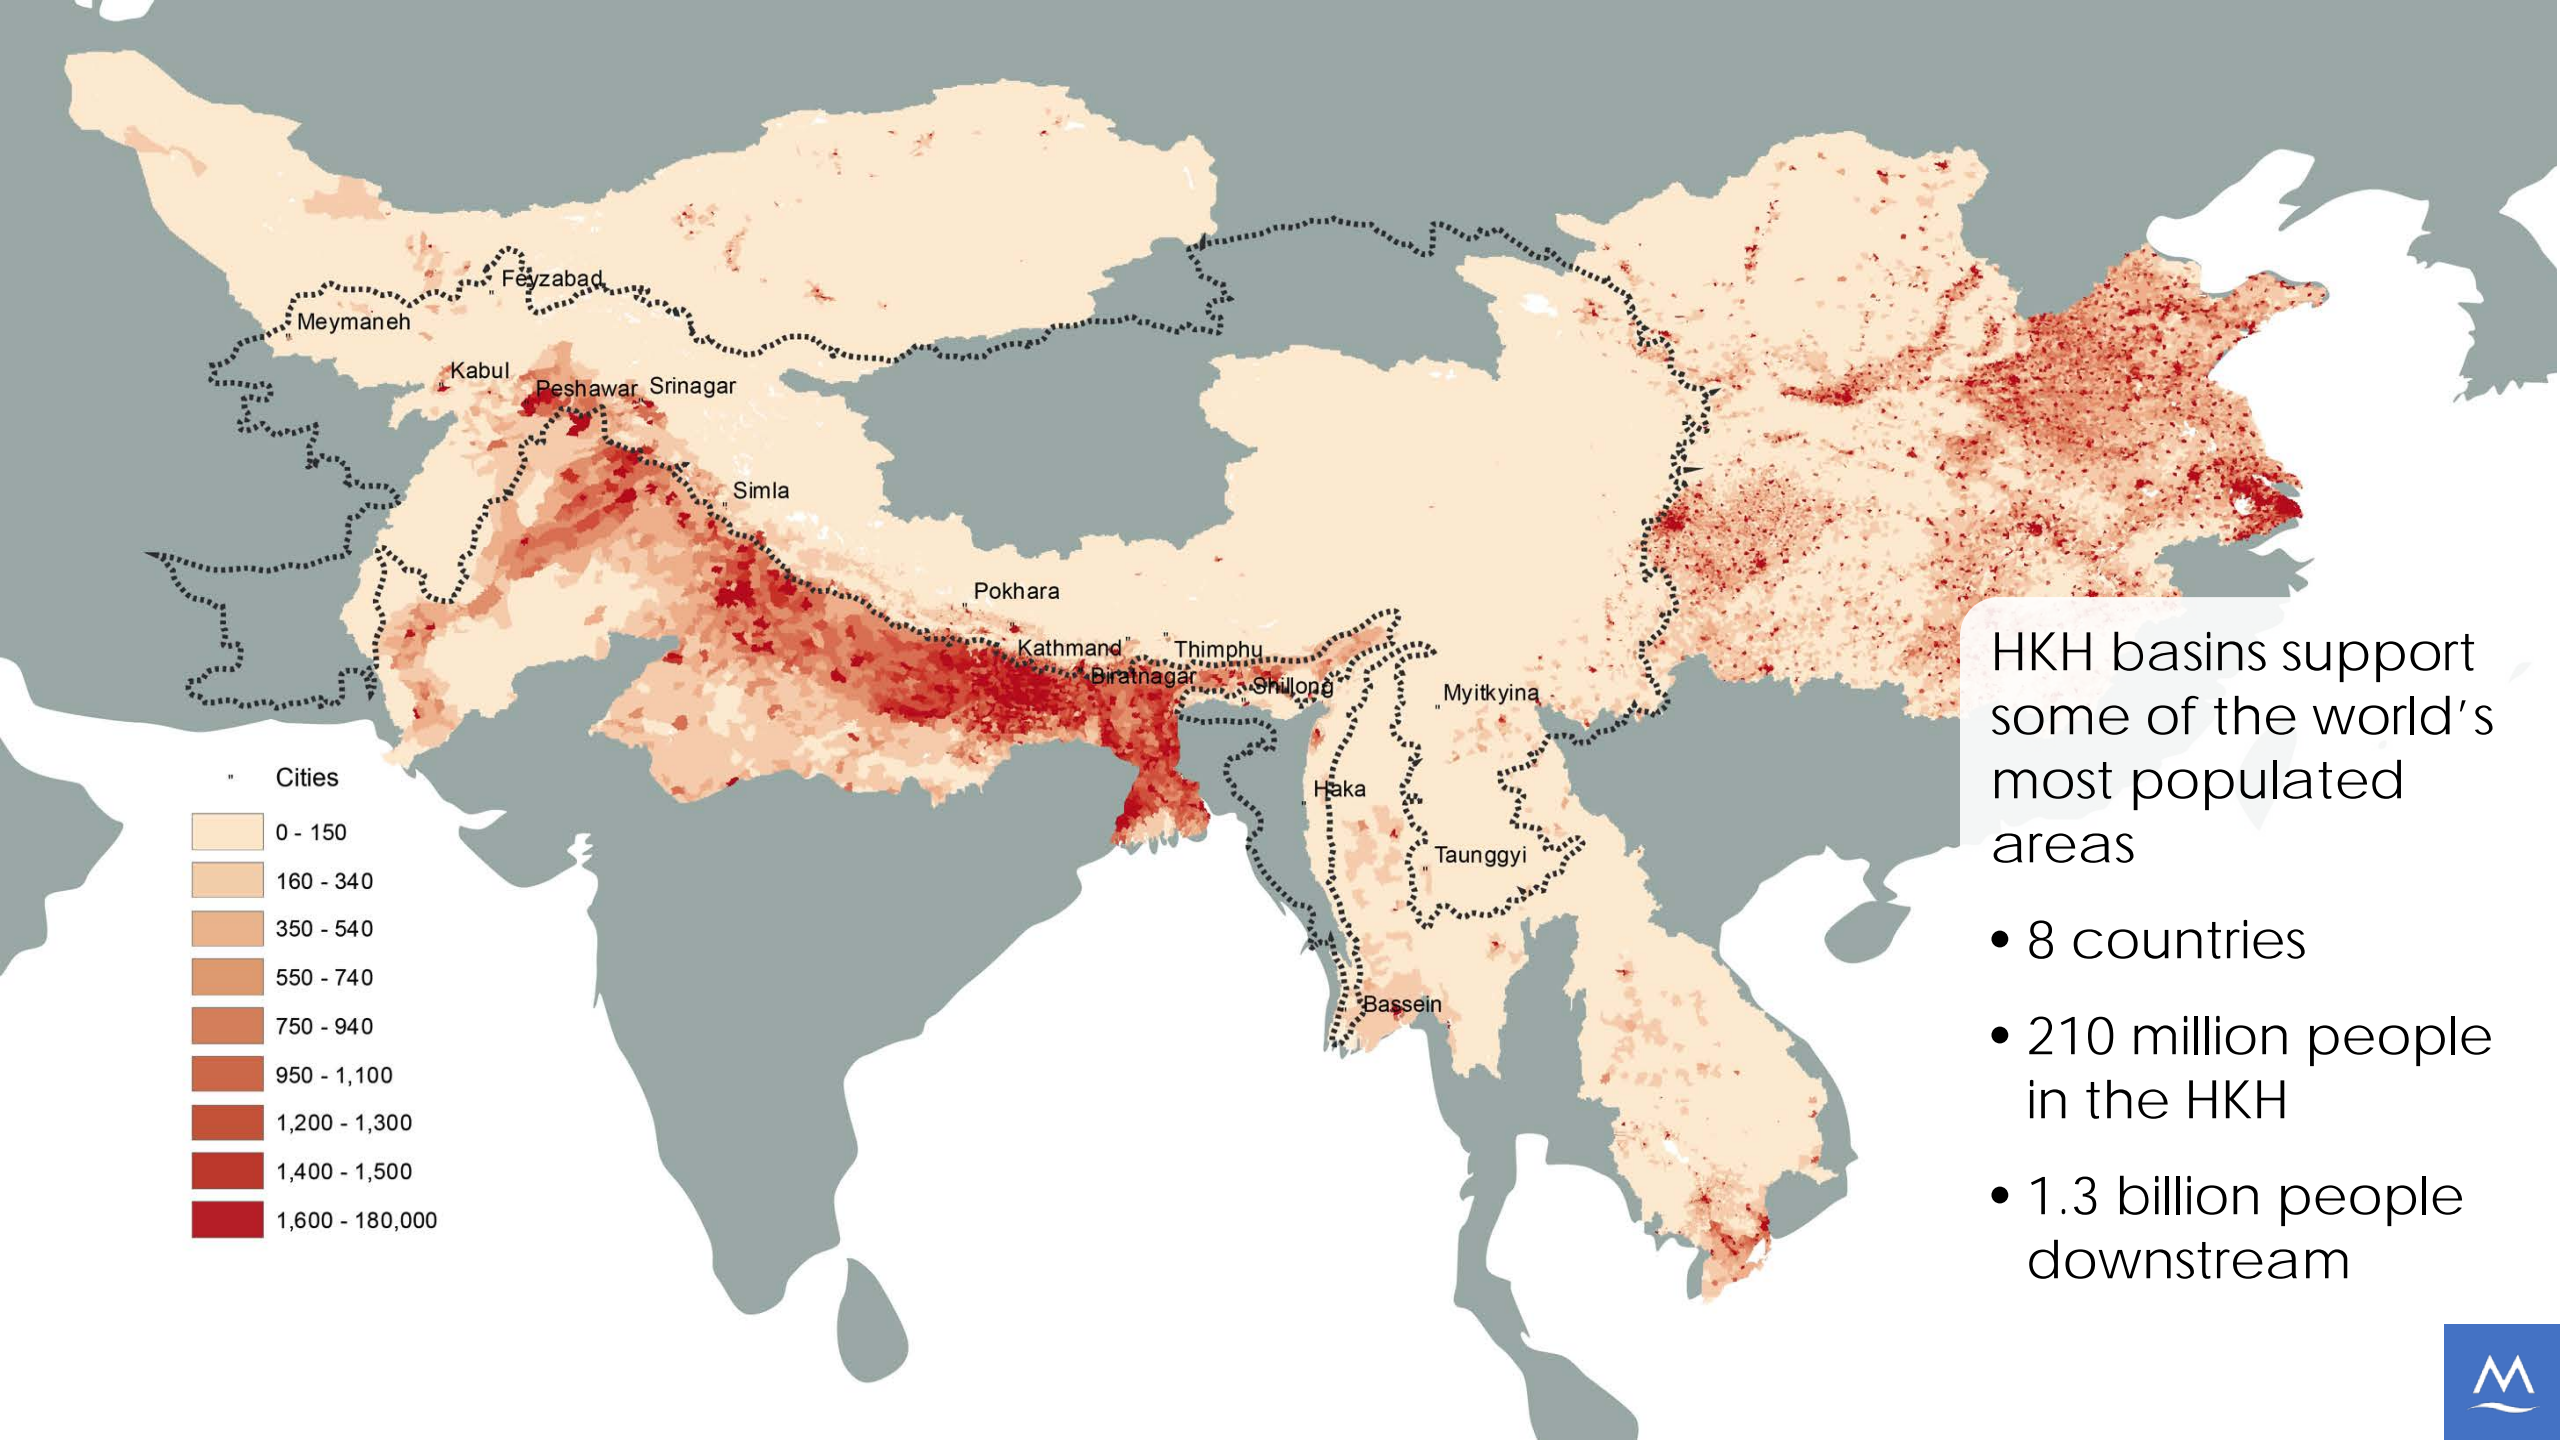 Feyzabad
Meymaneh
Kabul
Peshawar
Srinagar
Simla
Pokhara
Kathmand
Thimphu
Biratnagar
Shillong
Myitkyina
Haka
Taunggyi
Bassein
Cities
0 - 150
160 - 340
350 - 540
550 - 740
750 - 940
950 - 1,100
1,200 - 1,300
1,400 - 1,500
1,600 - 180,000
HKH basins support
some of the world's
most populated
areas
• 8 countries
• 210 million people
in the HKH
• 1.3 billion people
downstream